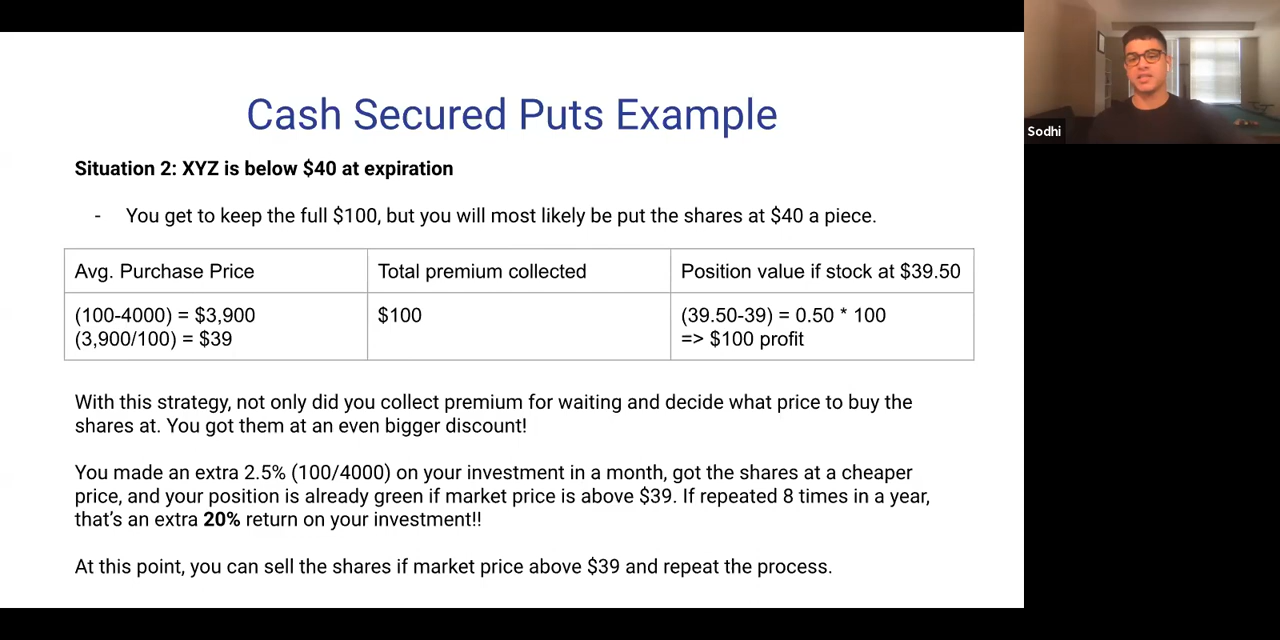 Cash Secured Puts Example
Situation 2: XYZ is below $40 at expiration
- You get to keep the full $100, but you will most likely be put the shares at $40 a piece.
Avg. Purchase Price
Total premium collected
Position value if stock at $39.50
(100-4000) = $3,900
(3,900/100) = $39
$100
(39.50-39) = 0.50 * 100
=> $100 profit
With this strategy, not only did you collect premium for waiting and decide what price to buy the
shares at. You got them at an even bigger discount!
You made an extra 2.5% (100/4000) on your investment in a month, got the shares at a cheaper
price, and your position is already green if market price is above $39. If repeated 8 times in a year,
that's an extra 20% return on your investment!!
At this point, you can sell the shares if market price above $39 and repeat the process.
Sodhi